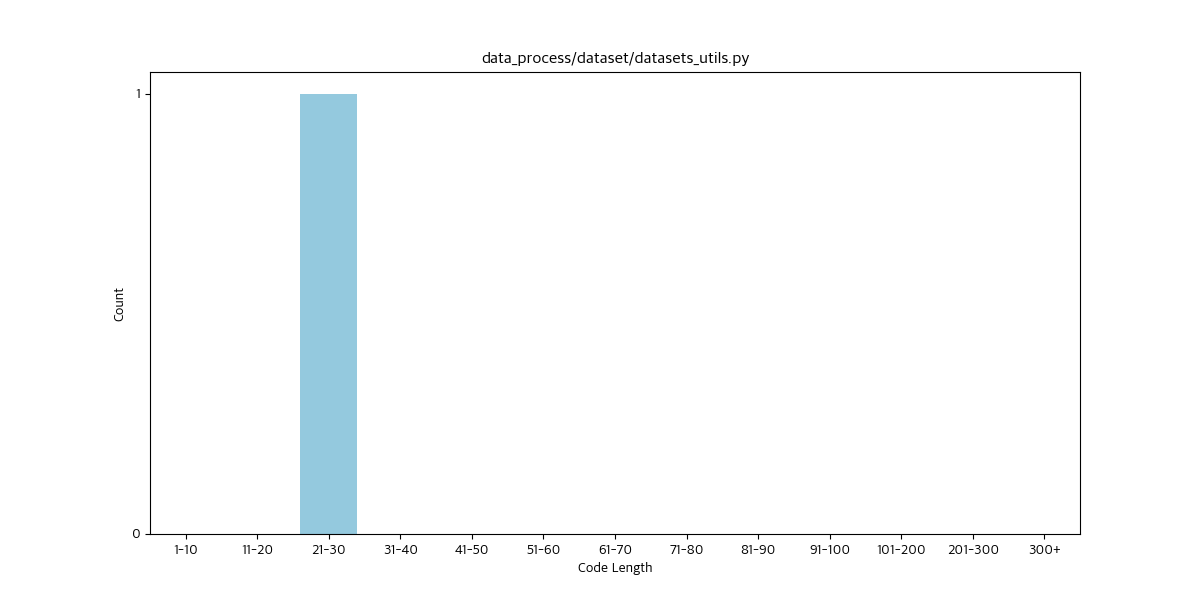 data_process/dataset/datasets_utils.py
1
Count
0
1-10 11-20 21-30 31-40 41-50 51-60 61-70 71-80 81-90 91-100 101-200 201-300 300+
Code Length